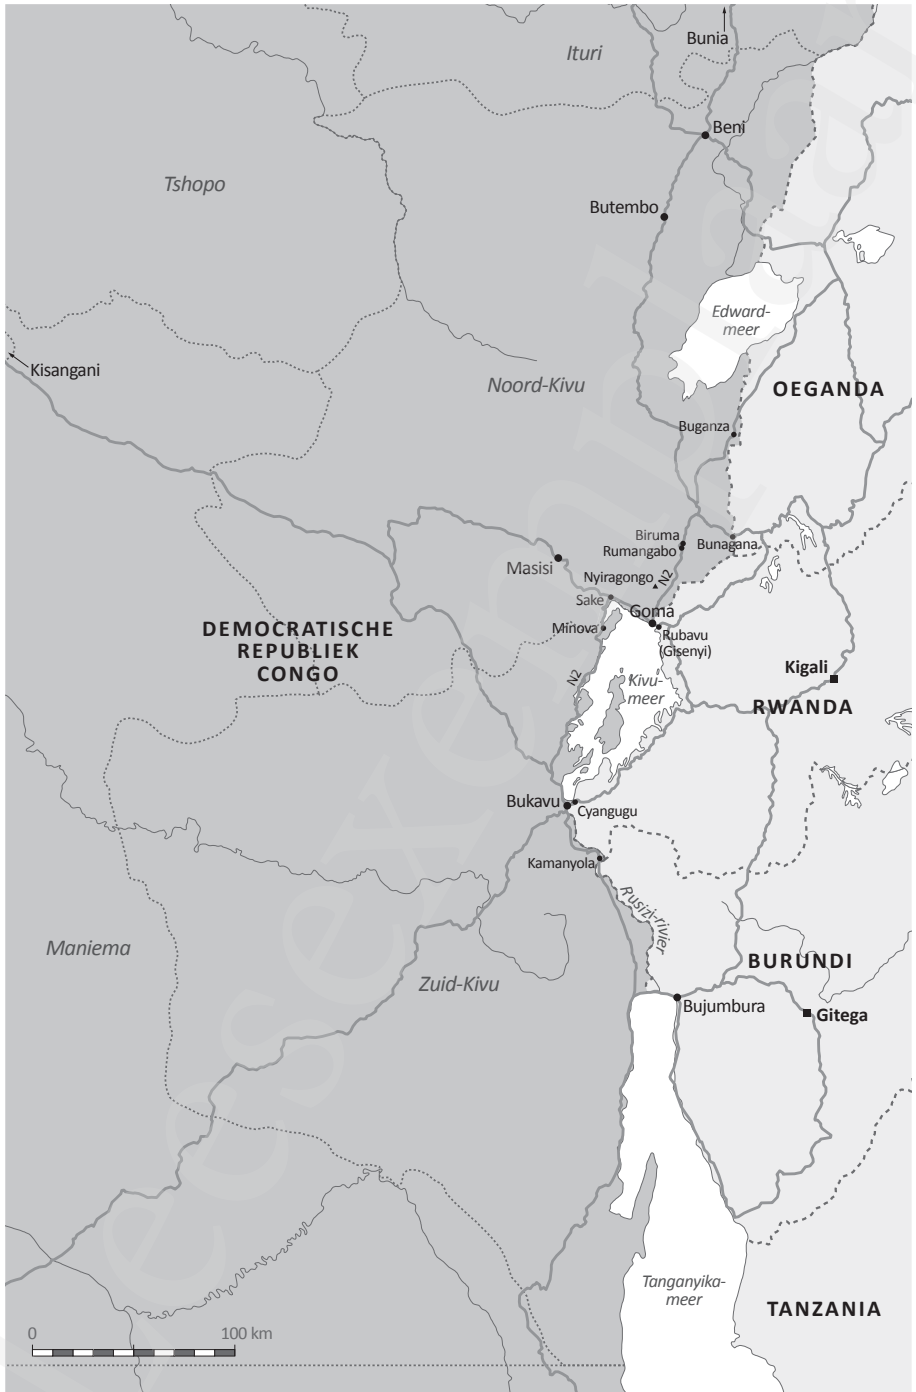 Bunia
Ituri
Beni
Tshopo
Butembo
Edward-
meer
Kisangani
Noord-Kivu
OEGANDA
Buganza
Biruma
Rumangabo
Bunagana
Masisi
Nyiragongo
N2
Sake
Goma
Minova
Rubavu
(Gisenyi)
DEMOCRATISCHE
REPUBLIEK
CONGO
Kigali
N2
Kivu-
meer
RWANDA
Bukavu
Cyangugu
Kamanyola
Rusizi-rivier
Maniema
BURUNDI
Zuid-Kivu
Bujumbura
Gitega
Tanganyika-
meer
TANZANIA
0 100 km